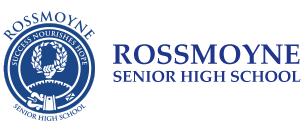 ROSSMOYNE
SUCCESS NOURISHES HOPE
SENIOR HIGH SCHOOL
ROSSMOYNE
SENIOR HIGH SCHOOL